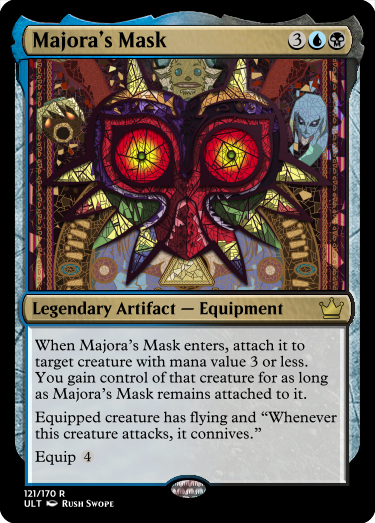 Majora's Mask 3
Legendary Artifact — Equipment
When Majora's Mask enters, attach it to
target creature with mana value 3 or less.
You gain control of that creature for as long
as Majora's Mask remains attached to it.
Equipped creature has flying and “Whenever
this creature attacks, it connives.”
Equip 4
121/170 R
ULT Rush Swope